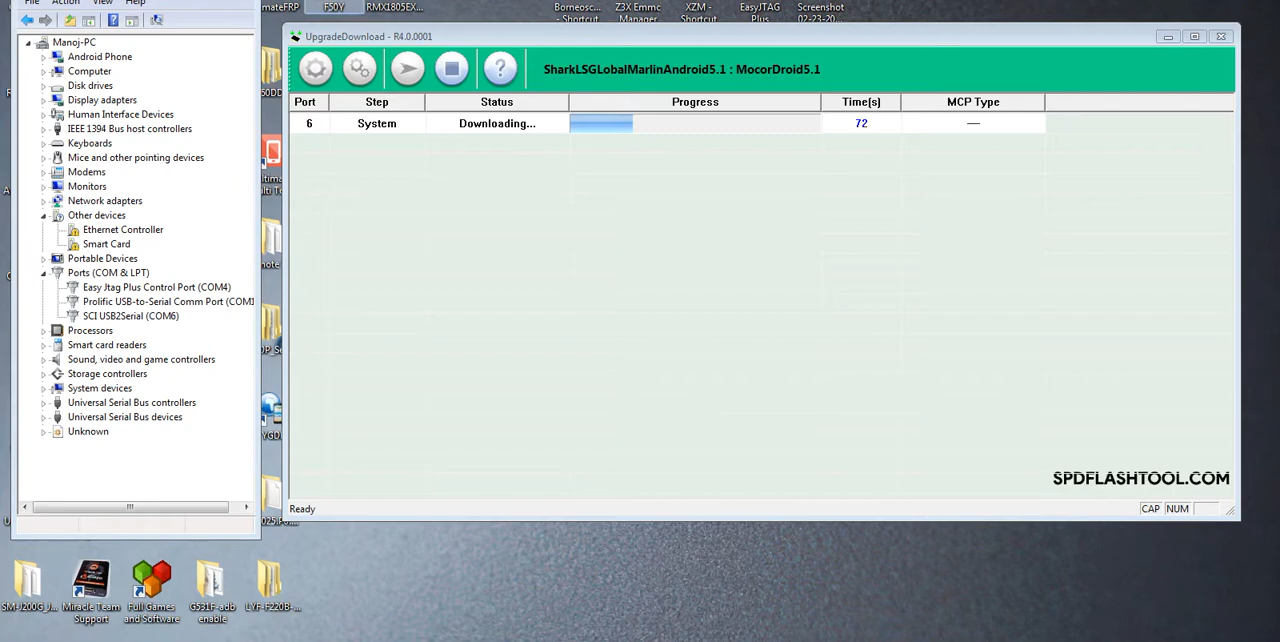 File Action View Help
mateFRP F50Y RMX1805EX...
Borneosc... - Shortcut
Z3X Emmc Manager
XZM - Shortcut
EasyJTAG Plus
Screenshot 02-23-20...
Manoj-PC
Android Phone
Computer
Disk drives
Display adapters
Human Interface Devices
IEEE 1394 Bus host controllers
Keyboards
Mice and other pointing devices
Modems
Monitors
Network adapters
Other devices
Ethernet Controller
Smart Card
Portable Devices
Ports (COM & LPT)
Easy Jtag Plus Control Port (COM4)
Prolific USB-to-Serial Comm Port (COM1
SCI USB2Serial (COM6)
Processors
Smart card readers
Sound, video and game controllers
Storage controllers
System devices
Universal Serial Bus controllers
Universal Serial Bus devices
Unknown
UpgradeDownload - R4.0.0001
SharkLSGLobalMarlinAndroid5.1 : MocorDroid5.1
Port Step Status Progress Time(s) MCP Type
6 System Downloading... 72 —
SPDFLASHTOOL.COM
Ready CAP NUM
SM-J200G_J...
Miracle Team Support
Full Games and Software
G531F-adb enable
LYF-F220B-...